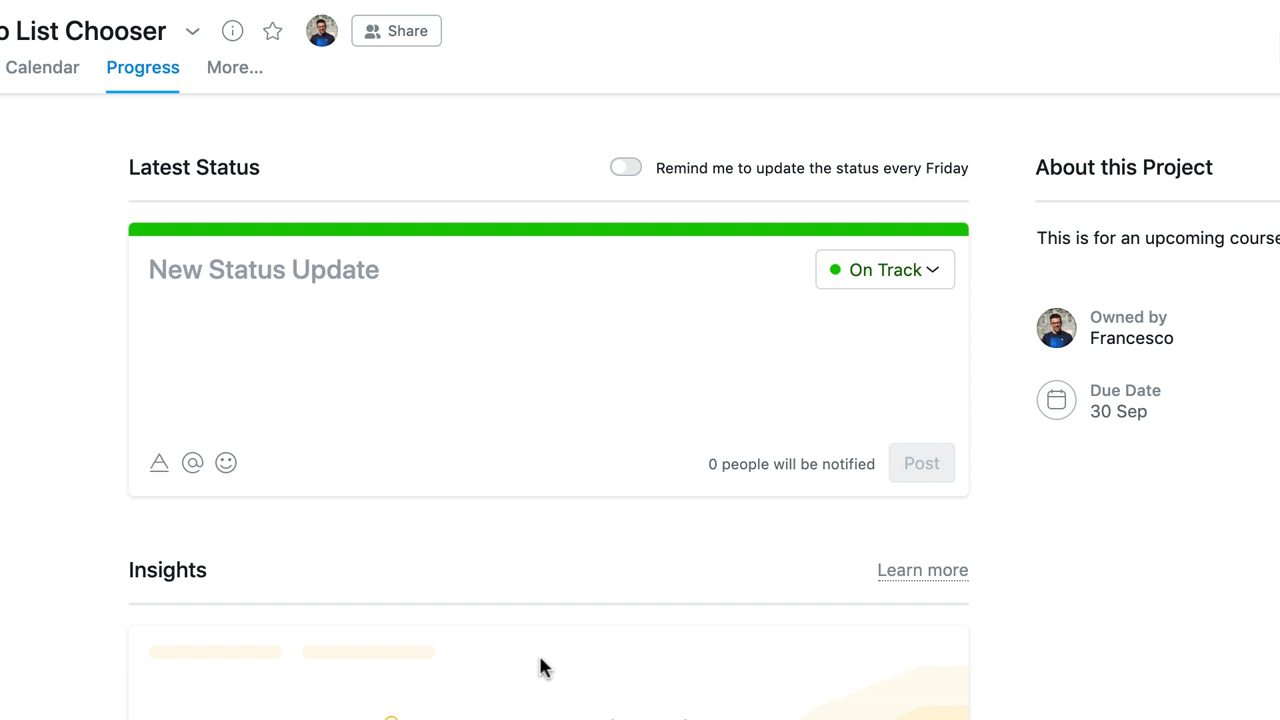 o List Chooser
Share
Calendar Progress More...
Latest Status
Remind me to update the status every Friday
New Status Update
On Track
0 people will be notified
Post
Insights
Learn more
About this Project
This is for an upcoming course
Owned by
Francesco
Due Date
30 Sep